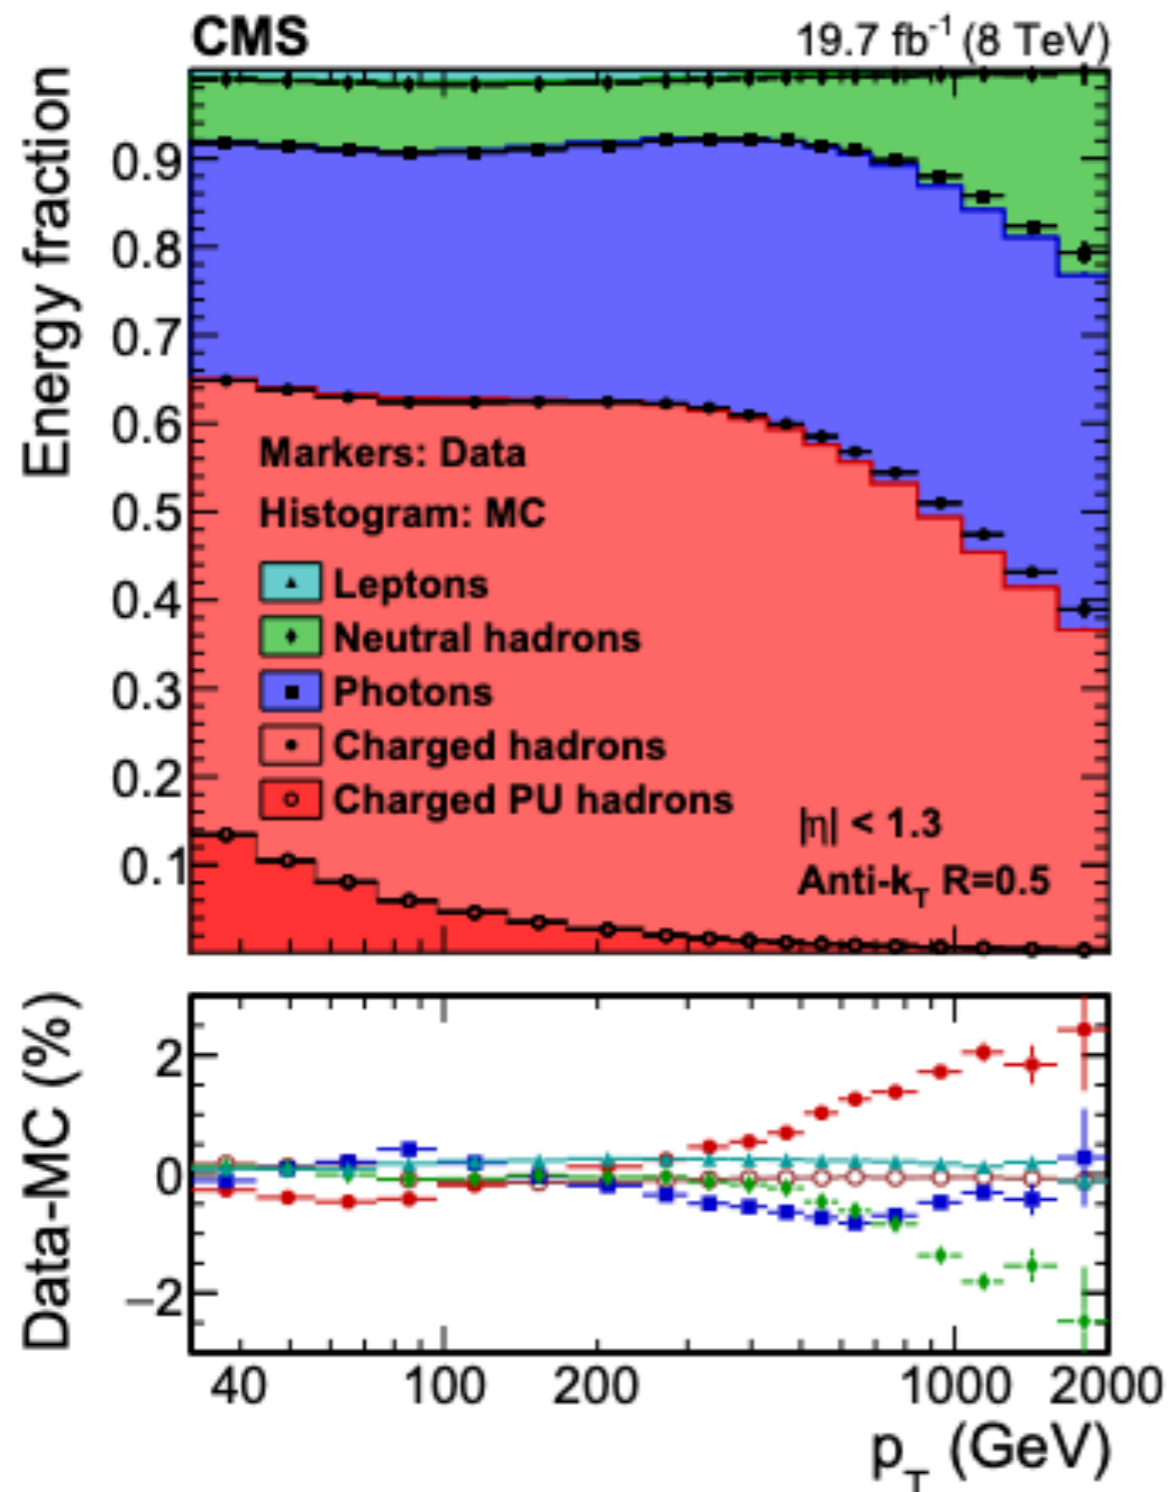 CMS 19.7 fb⁻¹ (8 TeV)
Energy fraction
0.9
0.8
0.7
0.6
0.5
0.4
0.3
0.2
0.1
Markers: Data
Histogram: MC
Leptons
Neutral hadrons
Photons
Charged hadrons
Charged PU hadrons
|η| < 1.3
Anti-k_T R=0.5
Data-MC (%)
2
0
−2
40 100 200 1000 2000
p_T (GeV)